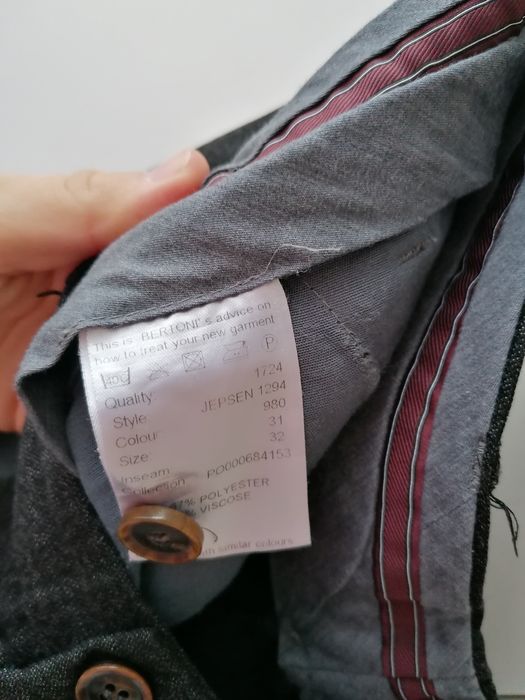 This is BERTONI's advice on
how to treat your new garment
40C P
Quality 1724
Style JEPSEN 1294
Colour 980
Size 31
Inseam 32
Collection PO000684153
% POLYESTER
% VISCOSE
similar colours